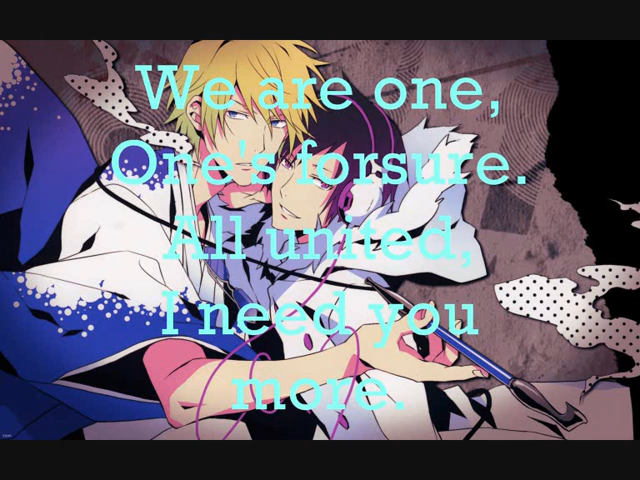 We are one,
One's forsure.
All united,
I need you
more.